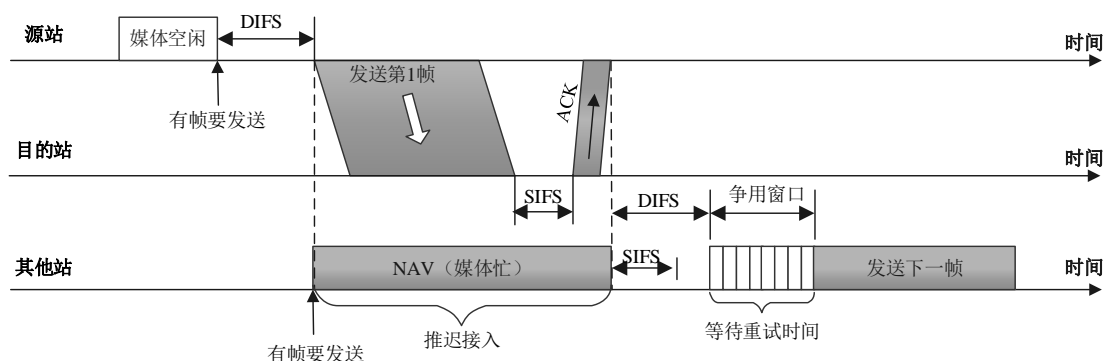 DIFS
源站
媒体空闲
时间
发送第1帧
有帧要发送
ACK
目的站
时间
SIFS
DIFS
争用窗口
其他站
NAV（媒体忙）
SIFS
发送下一帧
时间
推迟接入
等待重试时间
有帧要发送